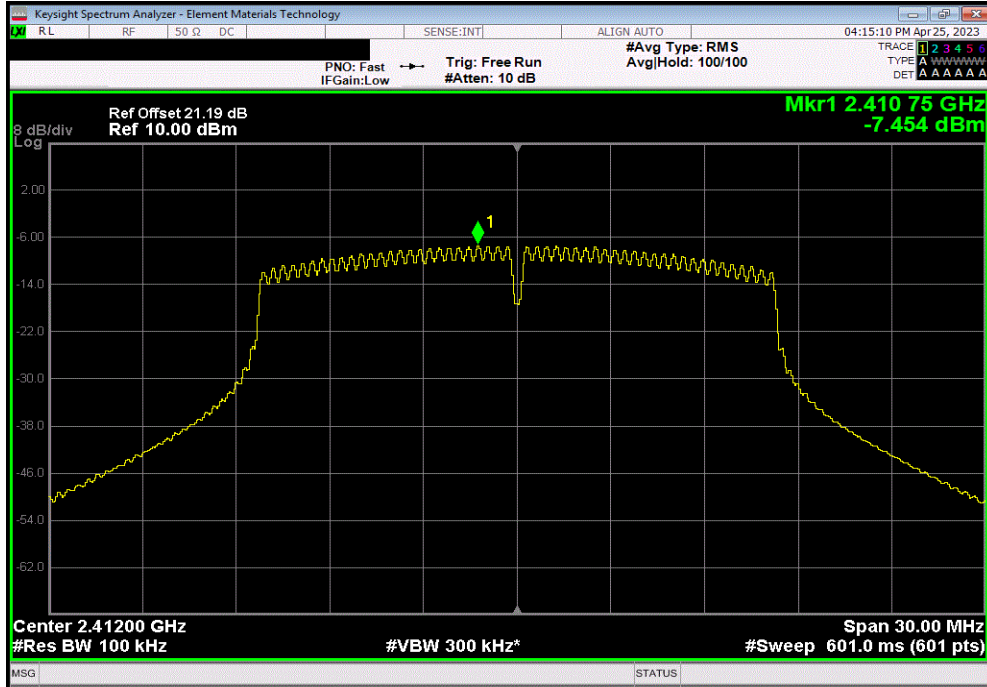 Keysight Spectrum Analyzer - Element Materials Technology
LXI RL RF 50 Ω DC SENSE:INT ALIGN AUTO 04:15:10 PM Apr 25, 2023
PNO: Fast Trig: Free Run #Avg Type: RMS TRACE 1 2 3 4 5 6
IFGain:Low #Atten: 10 dB Avg|Hold: 100/100 TYPE A WWWWW
DET A A A A A A
Mkr1 2.410 75 GHz
-7.454 dBm
Ref Offset 21.19 dB
8 dB/div Ref 10.00 dBm
Log
2.00
1
-6.00
-14.0
-22.0
-30.0
-38.0
-46.0
-54.0
-62.0
Center 2.41200 GHz Span 30.00 MHz
#Res BW 100 kHz #VBW 300 kHz* #Sweep 601.0 ms (601 pts)
MSG STATUS